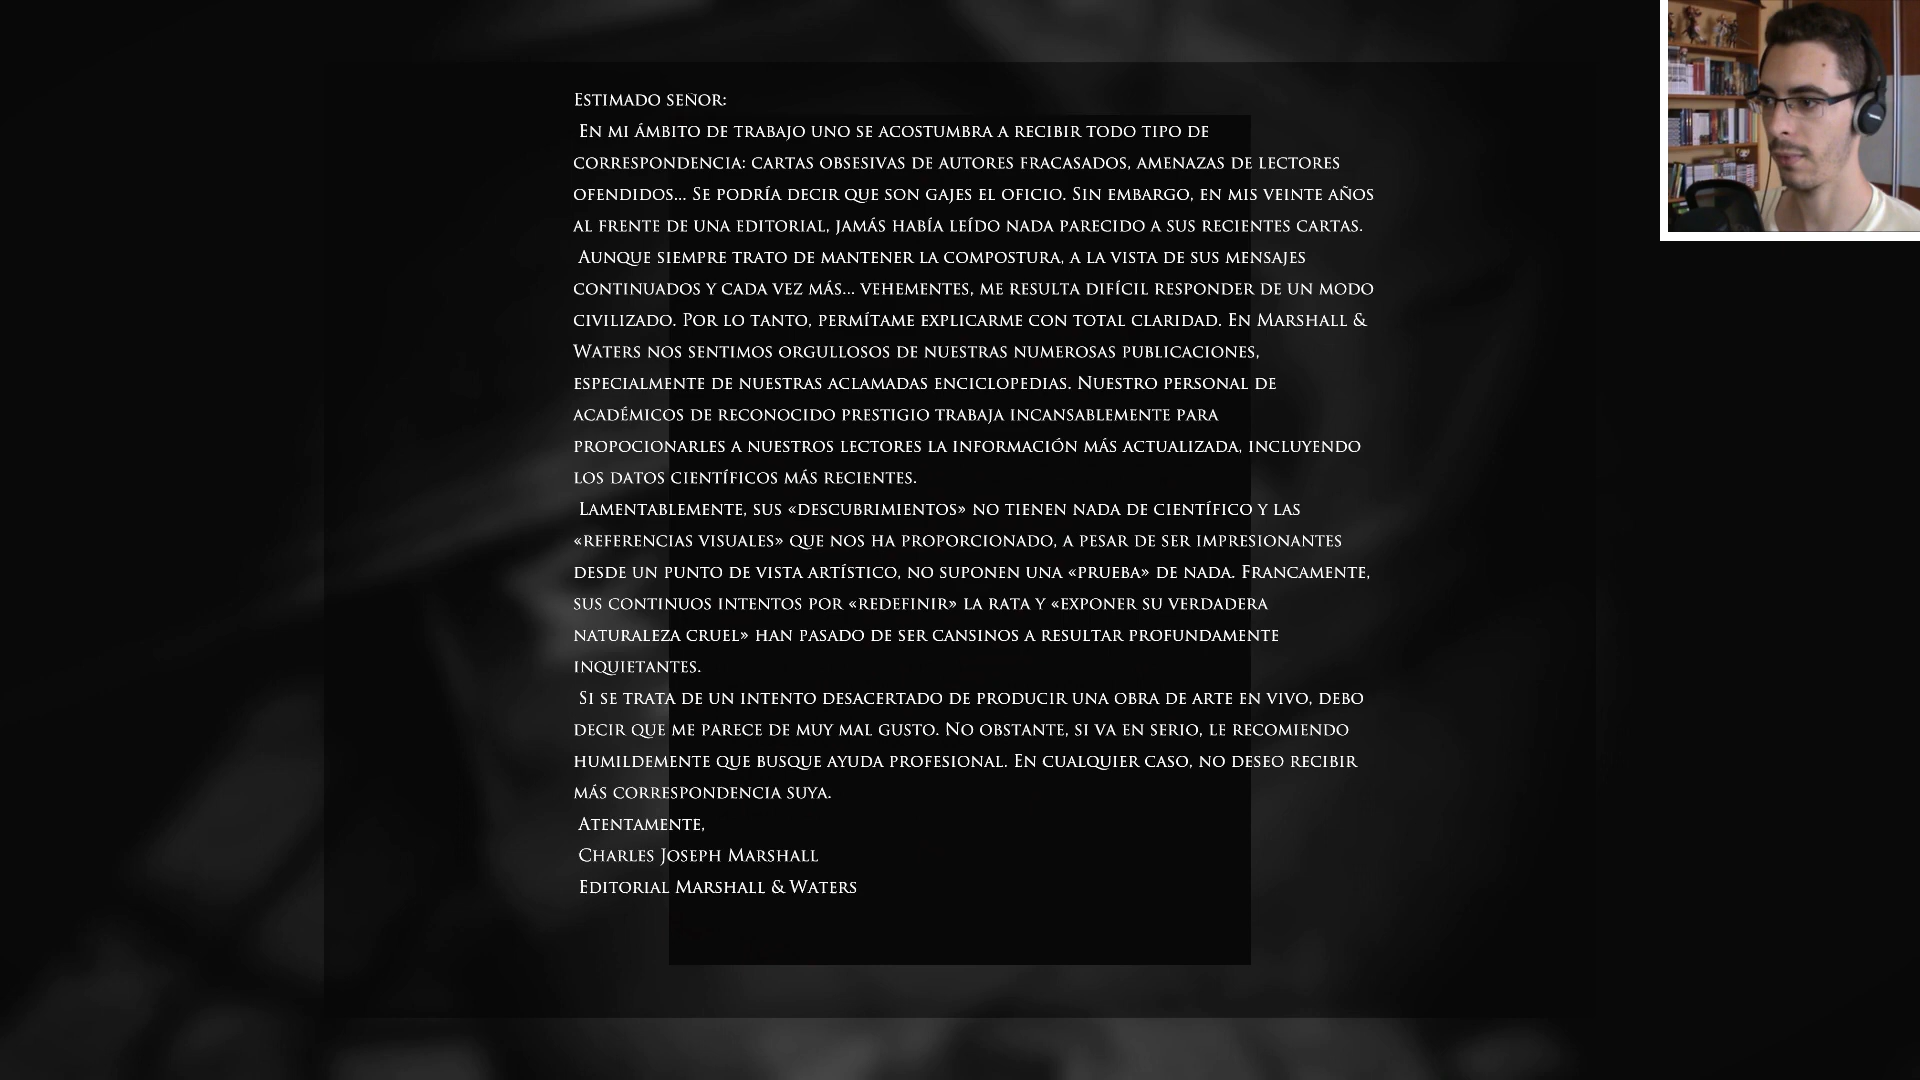 Estimado señor:
En mi ámbito de trabajo uno se acostumbra a recibir todo tipo de
correspondencia: cartas obsesivas de autores fracasados, amenazas de lectores
ofendidos... Se podría decir que son gajes el oficio. Sin embargo, en mis veinte años
al frente de una editorial, jamás había leído nada parecido a sus recientes cartas.
Aunque siempre trato de mantener la compostura, a la vista de sus mensajes
continuados y cada vez más... vehementes, me resulta difícil responder de un modo
civilizado. Por lo tanto, permítame explicarme con total claridad. En Marshall &
Waters nos sentimos orgullosos de nuestras numerosas publicaciones,
especialmente de nuestras aclamadas enciclopedias. Nuestro personal de
académicos de reconocido prestigio trabaja incansablemente para
propocionarles a nuestros lectores la información más actualizada, incluyendo
los datos científicos más recientes.
Lamentablemente, sus «descubrimientos» no tienen nada de científico y las
«referencias visuales» que nos ha proporcionado, a pesar de ser impresionantes
desde un punto de vista artístico, no suponen una «prueba» de nada. Francamente,
sus continuos intentos por «redefinir» la rata y «exponer su verdadera
naturaleza cruel» han pasado de ser cansinos a resultar profundamente
inquietantes.
Si se trata de un intento desacertado de producir una obra de arte en vivo, debo
decir que me parece de muy mal gusto. No obstante, si va en serio, le recomiendo
humildemente que busque ayuda profesional. En cualquier caso, no deseo recibir
más correspondencia suya.
Atentamente,
Charles Joseph Marshall
Editorial Marshall & Waters